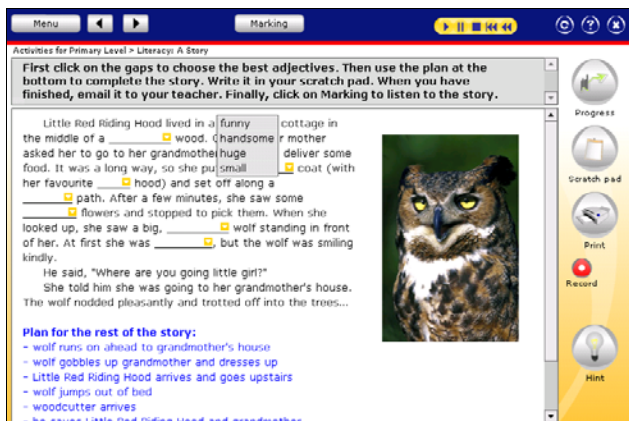 Menu
Marking
Activities for Primary Level > Literacy: A Story
First click on the gaps to choose the best adjectives. Then use the plan at the
bottom to complete the story. Write it in your scratch pad. When you have
finished, email it to your teacher. Finally, click on Marking to listen to the story.
Progress
Scratch pad
Print
Record
Hint
Little Red Riding Hood lived in a funny cottage in
the middle of a wood. handsome r mother
asked her to go to her grandmother huge deliver some
food. It was a long way, so she pu small coat (with
her favourite hood) and set off along a
path. After a few minutes, she saw some
flowers and stopped to pick them. When she
looked up, she saw a big, wolf standing in front
of her. At first she was , but the wolf was smiling
kindly.
He said, "Where are you going little girl?"
She told him she was going to her grandmother's house.
The wolf nodded pleasantly and trotted off into the trees...
Plan for the rest of the story:
- wolf runs on ahead to grandmother's house
- wolf gobbles up grandmother and dresses up
- Little Red Riding Hood arrives and goes upstairs
- wolf jumps out of bed
- woodcutter arrives
- he saves Little Red Riding Hood and grandmother